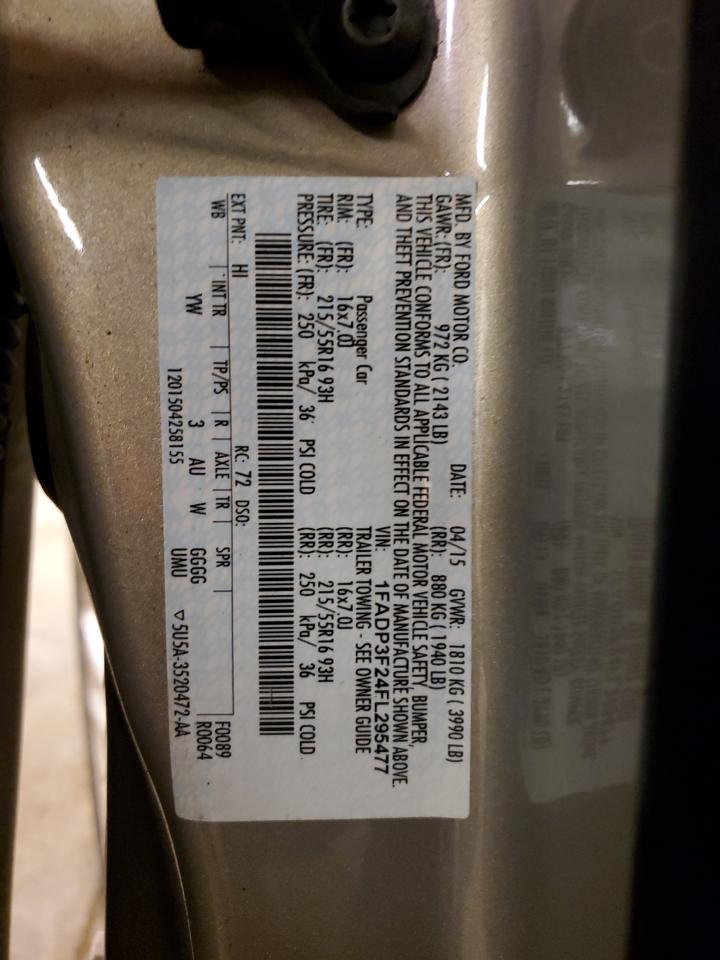 MFD. BY FORD MOTOR CO.
DATE: 04/15 GVWR: 1810 KG ( 3990 LB)
GAWR: (FR): 972 KG ( 2143 LB) (RR): 880 KG ( 1940 LB)
THIS VEHICLE CONFORMS TO ALL APPLICABLE FEDERAL MOTOR VEHICLE SAFETY, BUMPER,
AND THEFT PREVENTION STANDARDS IN EFFECT ON THE DATE OF MANUFACTURE SHOWN ABOVE.
VIN: 1FADP3F24FL295477
TYPE: Passenger Car TRAILER TOWING - SEE OWNER GUIDE
RIM: (FR): 16x7.0J (RR): 16x7.0J
TIRE: (FR): 215/55R16 93H (RR): 215/55R16 93H
PRESSURE: (FR): 250 kPa/ 36 PSI COLD (RR): 250 kPa/ 36 PSI COLD
EXT PNT: HI RC: 72 DSO: F0089
WB | INT TR | TP/PS | R | AXLE | TR | SPR | R0064
YW 3 AU W GGGG
UMU
1201504258155 ▽ 5U5A-3520472-AA